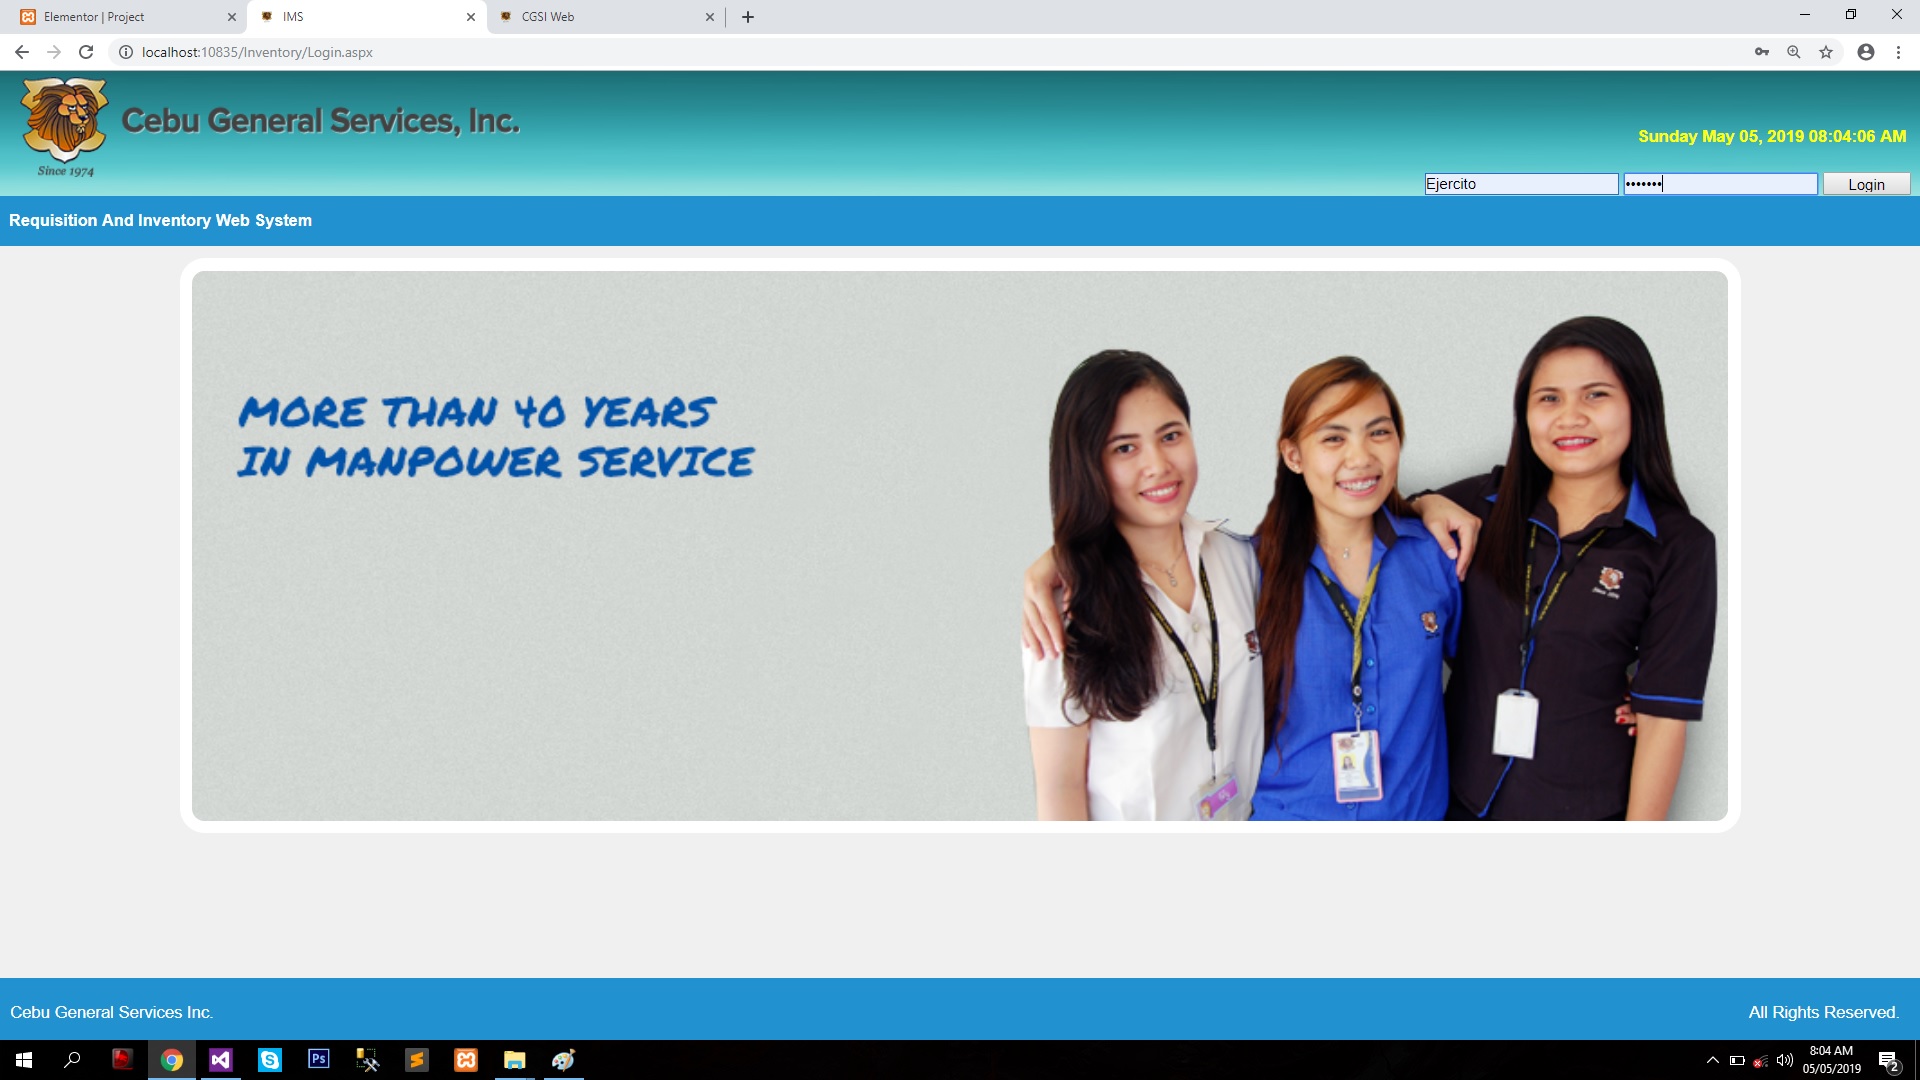 Elementor | Project
IMS
CGSI Web
localhost:10835/Inventory/Login.aspx
Cebu General Services, Inc.
Since 1974
Sunday May 05, 2019 08:04:06 AM
Ejercito
•••••••
Login
Requisition And Inventory Web System
MORE THAN 40 YEARS
IN MANPOWER SERVICE
Cebu General Services Inc.
All Rights Reserved.
Ps
8:04 AM
05/05/2019
2